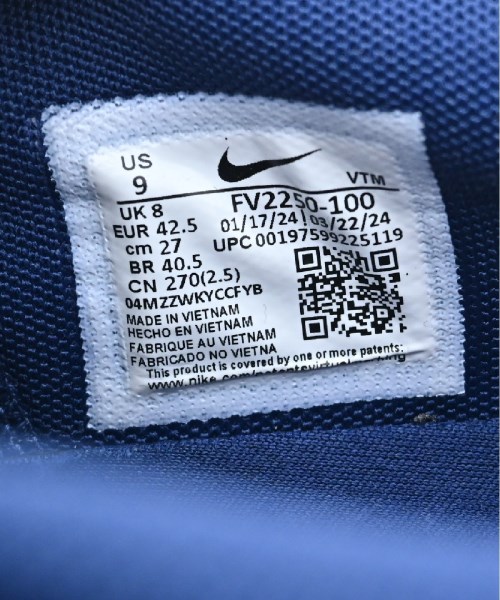 US
9
VTM
UK 8
FV2250-100
EUR 42.5
01/17/24 | 03/22/24
cm 27
UPC 00197599225119
BR 40.5
CN 270(2.5)
04MZZWKYCCFYB
MADE IN VIETNAM
HECHO EN VIETNAM
FABRIQUE AU VIETNAM
FABRICADO NO VIETNA
This product is covered by one or more patents: